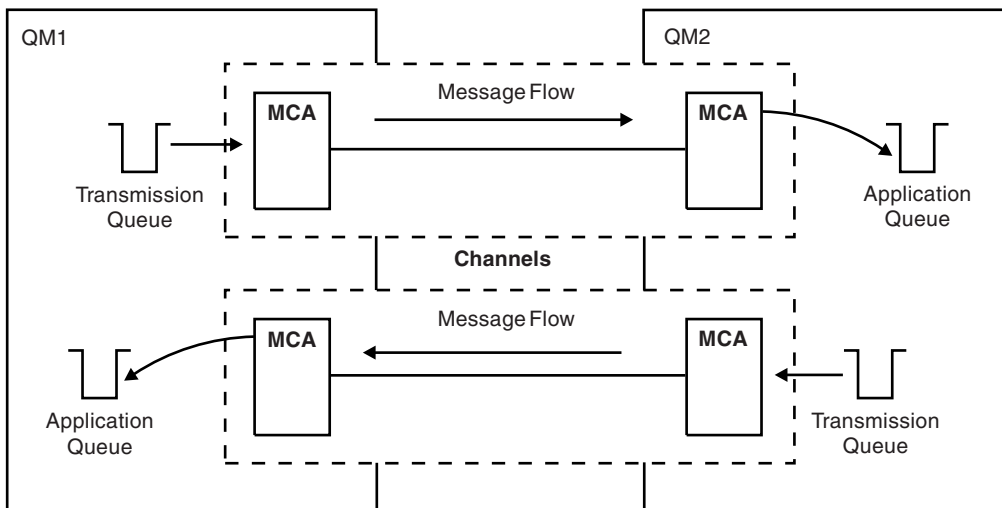 QM1
QM2
Message Flow
MCA
MCA
Transmission
Queue
Application
Queue
Channels
Message Flow
MCA
MCA
Application
Queue
Transmission
Queue